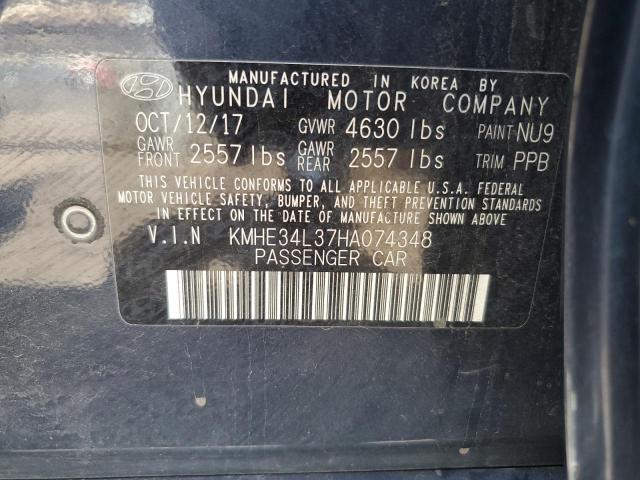 MANUFACTURED IN KOREA BY
HYUNDAI MOTOR COMPANY
OCT/12/17 GVWR 4630 lbs PAINT NU9
GAWR FRONT 2557 lbs GAWR REAR 2557 lbs TRIM PPB
THIS VEHICLE CONFORMS TO ALL APPLICABLE U.S.A. FEDERAL
MOTOR VEHICLE SAFETY, BUMPER, AND THEFT PREVENTION STANDARDS
IN EFFECT ON THE DATE OF MANUFACTURE SHOWN ABOVE
V.I.N KMHE34L37HA074348
PASSENGER CAR